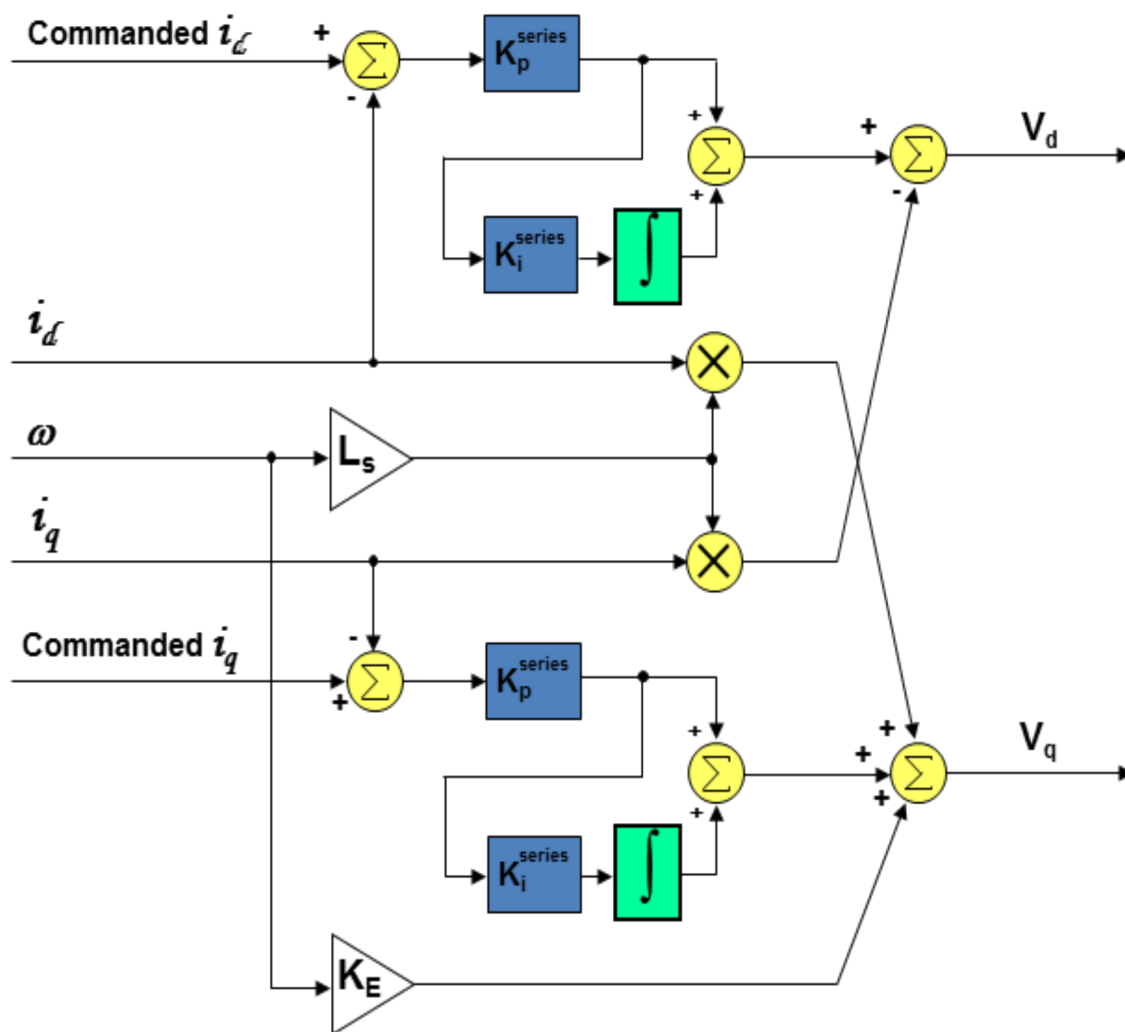 Commanded i_d
+
-
K_p^series
+
+
Σ
Σ
Σ
+
-
V_d
K_i^series
∫
i_d
×
ω
L_s
i_q
×
Commanded i_q
-
+
Σ
K_p^series
+
+
Σ
+
+
+
Σ
V_q
K_i^series
∫
K_E